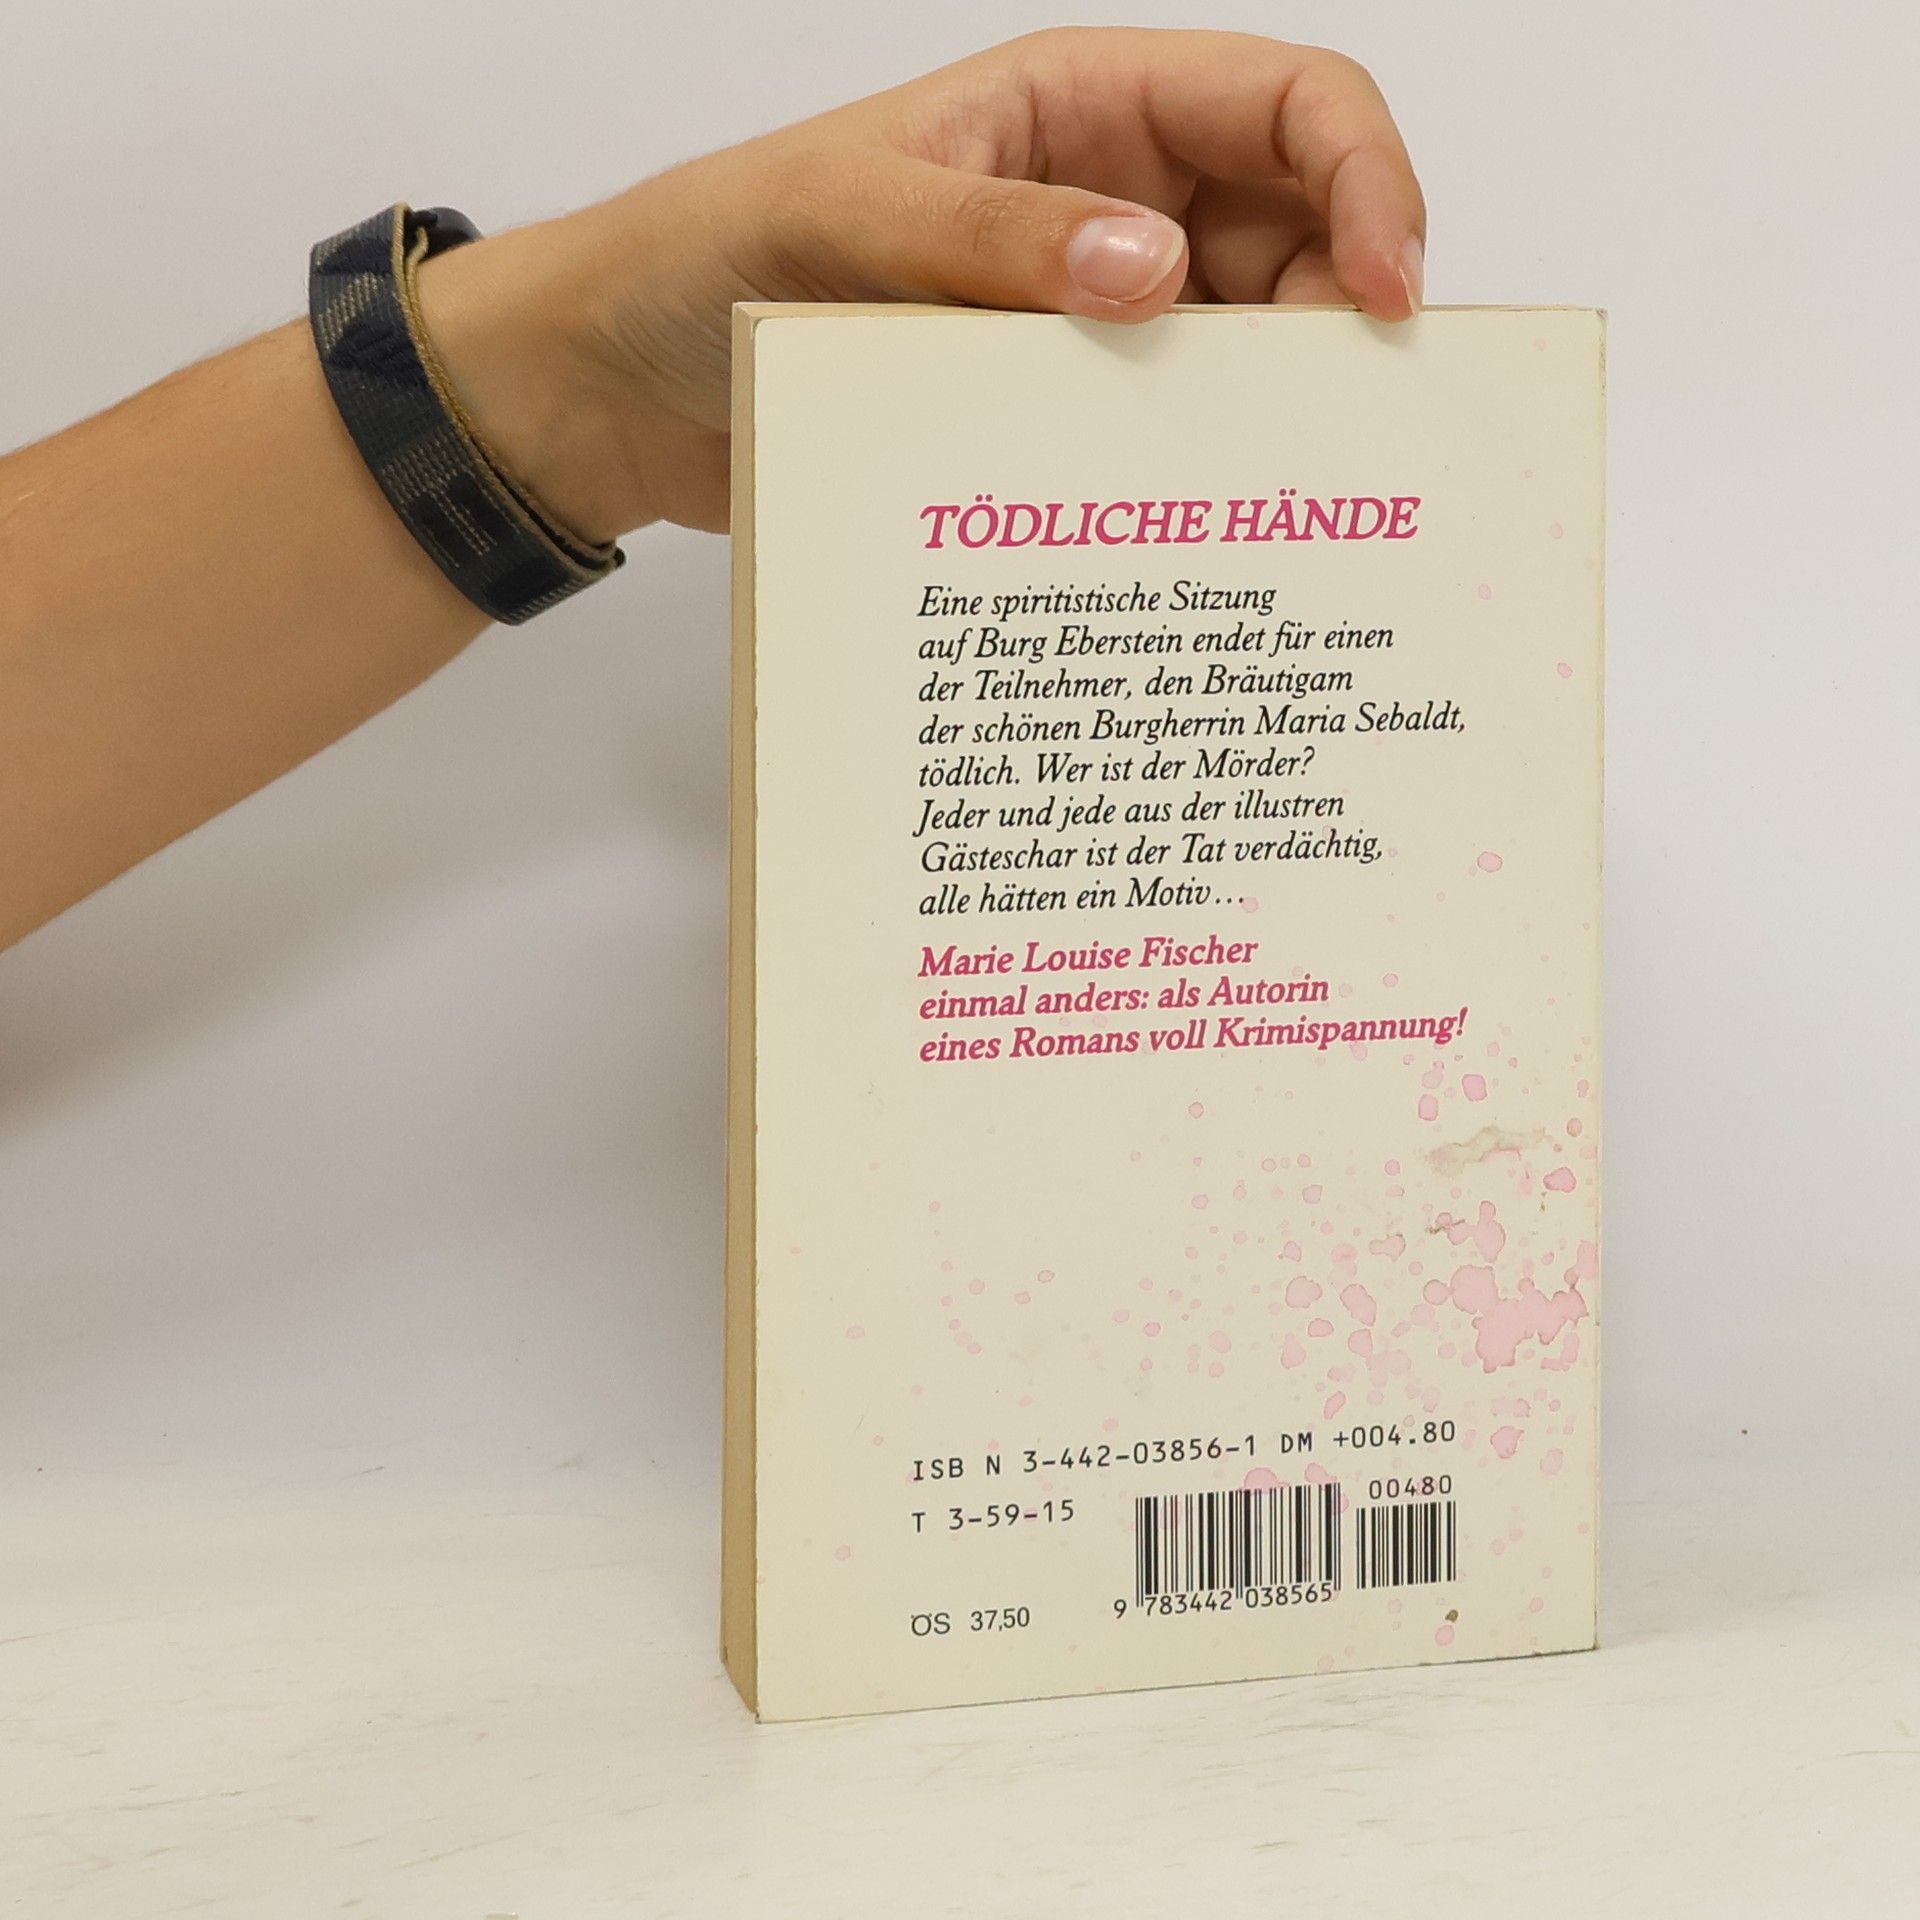 TÖDLICHE HÄNDE
Eine spiritistische Sitzung
auf Burg Eberstein endet für einen
der Teilnehmer, den Bräutigam
der schönen Burgherrin Maria Sebaldt,
tödlich. Wer ist der Mörder?
Jeder und jede aus der illustren
Gästeschar ist der Tat verdächtig,
alle hätten ein Motiv...
Marie Louise Fischer
einmal anders: als Autorin
eines Romans voll Krimispannung!
ISB N 3-442-03856-1 DM +004.80
T 3-59-15
00480
9 783442 038565
ÖS 37,50